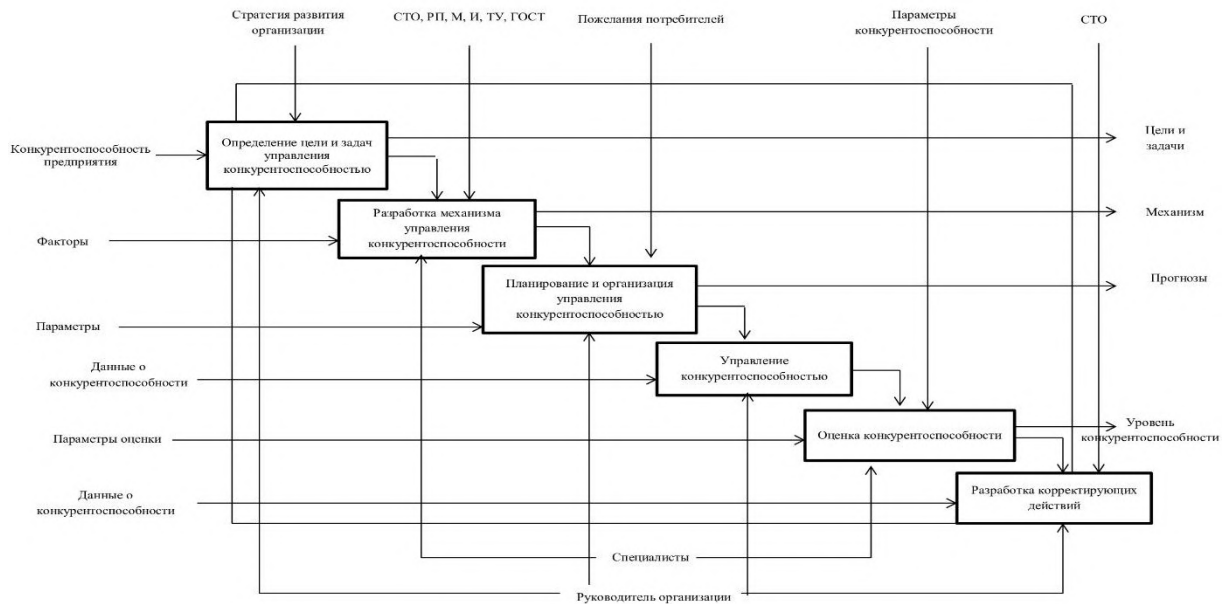 Стратегия развития
организации
СТО, РП, М, И, ТУ, ГОСТ
Пожелания потребителей
Параметры
конкурентоспособности
СТО
Конкурентоспособность
предприятия
Определение цели и задач
управления
конкурентоспособностью
Цели и
задачи
Факторы
Разработка механизма
управления
конкурентоспособности
Механизм
Параметры
Планирование и организация
управления
конкурентоспособностью
Прогнозы
Данные о
конкурентоспособности
Управление
конкурентоспособностью
Параметры оценки
Оценка конкурентоспособности
Уровень
конкурентоспособности
Данные о
конкурентоспособности
Разработка корректирующих
действий
Специалисты
Руководитель организации